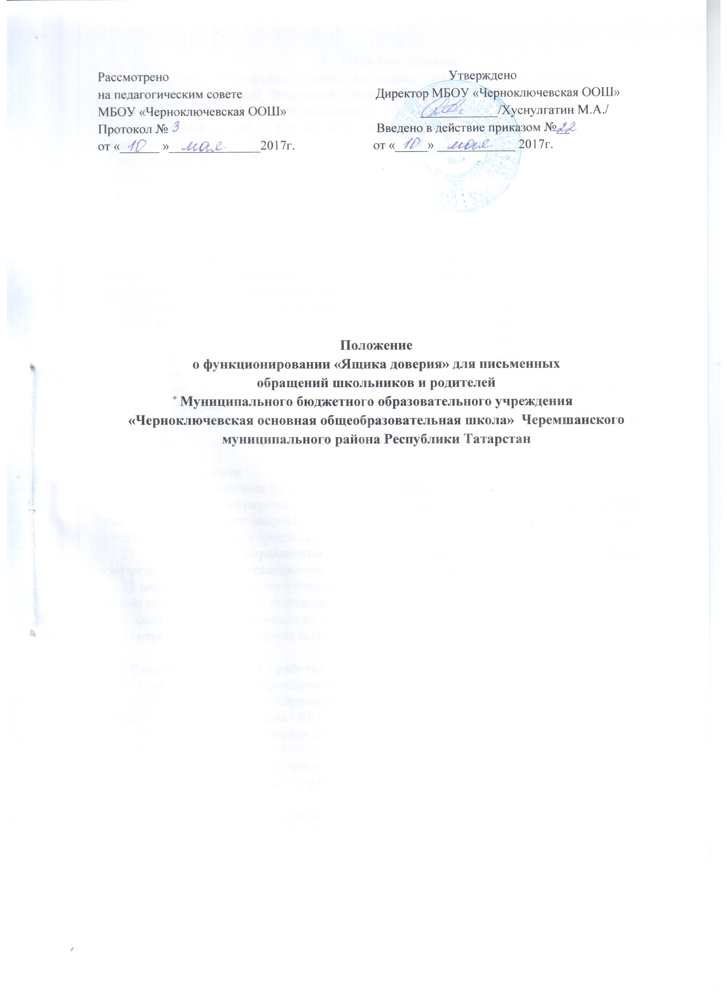 Рассмотрено
на педагогическим совете
МБОУ «Черноключевская ООШ»
Протокол № 3
от «10» мая 2017г.
Утверждено
Директор МБОУ «Черноключевская ООШ»
/Хуснулгатин М.А./
Введено в действие приказом №22
от «10» мая 2017г.
Положение
о функционировании «Ящика доверия» для письменных
обращений школьников и родителей
Муниципального бюджетного образовательного учреждения
«Черноключевская основная общеобразовательная школа» Черемшанского
муниципального района Республики Татарстан